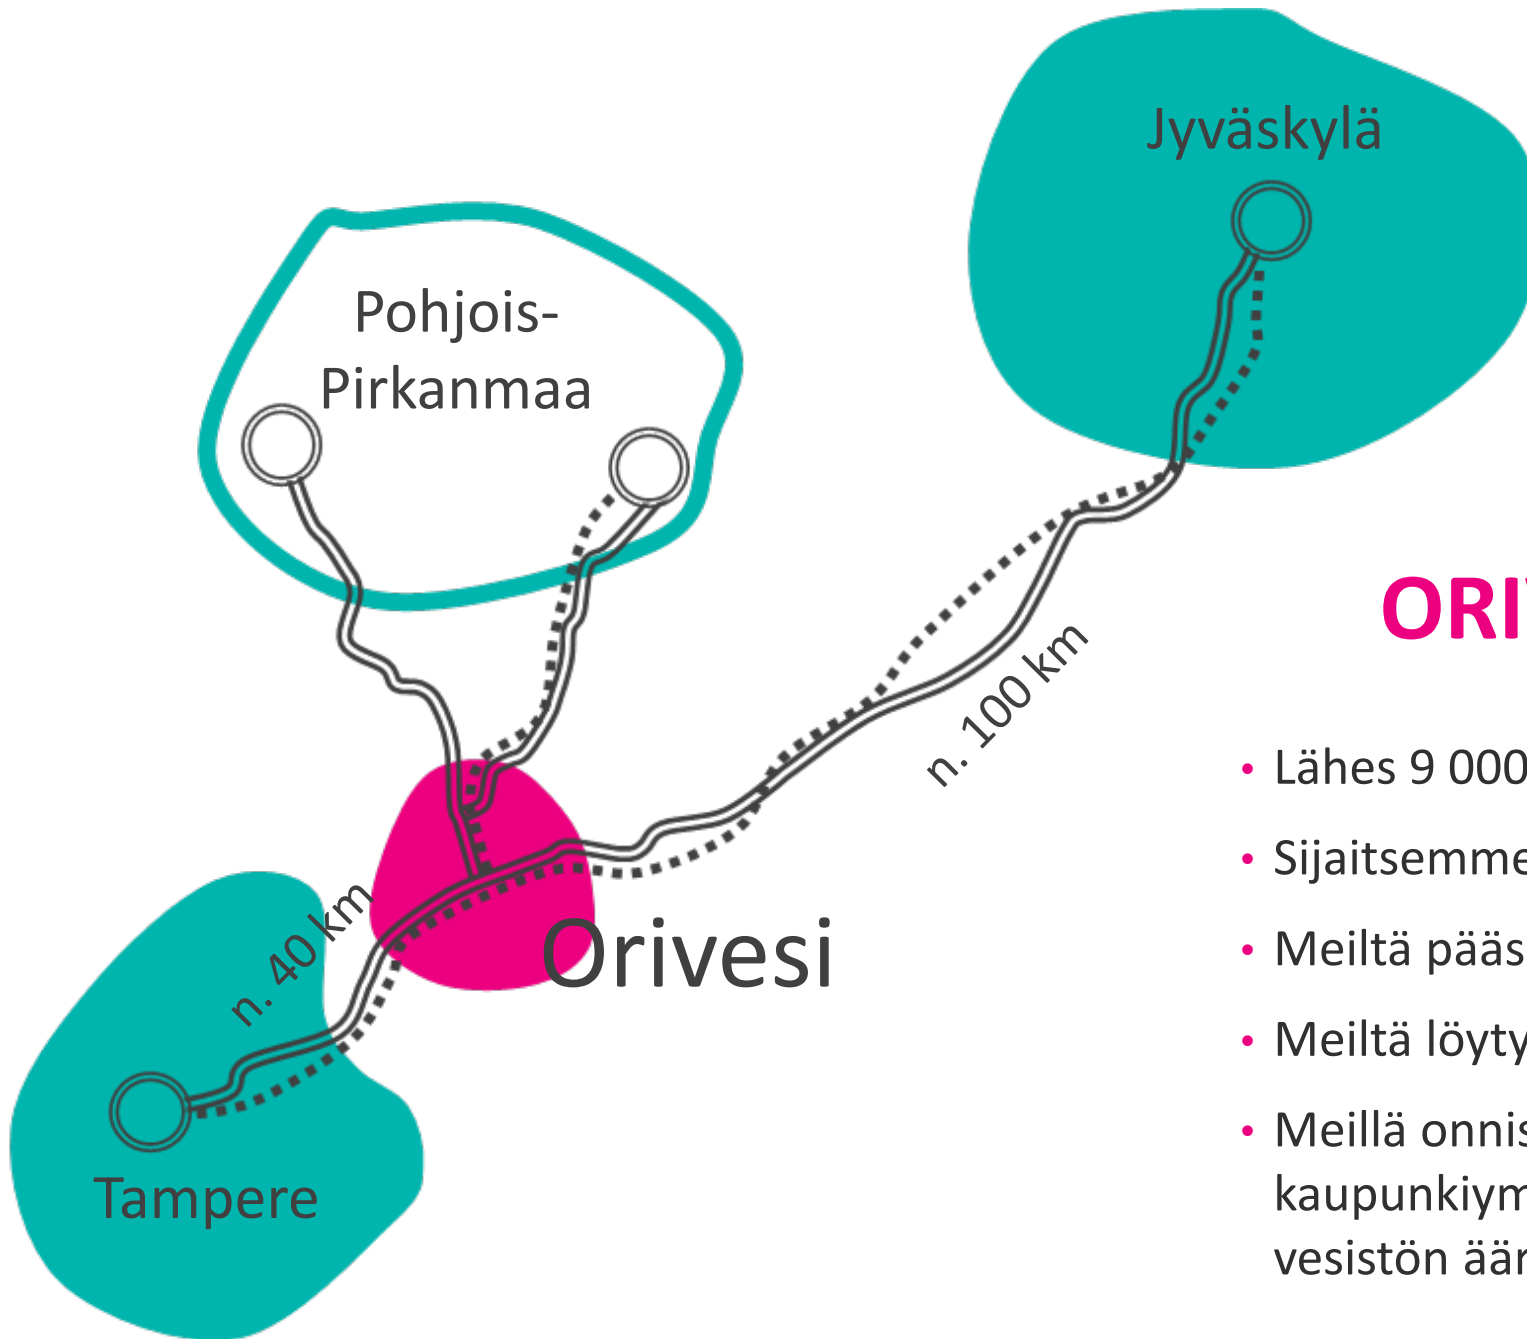 Jyväskylä
Pohjois-
Pirkanmaa
n. 100 km
n. 40 km
Orivesi
Tampere
ORI
• Lähes 9 000
• Sijaitsemme
• Meiltä pääs
• Meiltä löyty
• Meillä onnis
kaupunkiym
vesistön äär